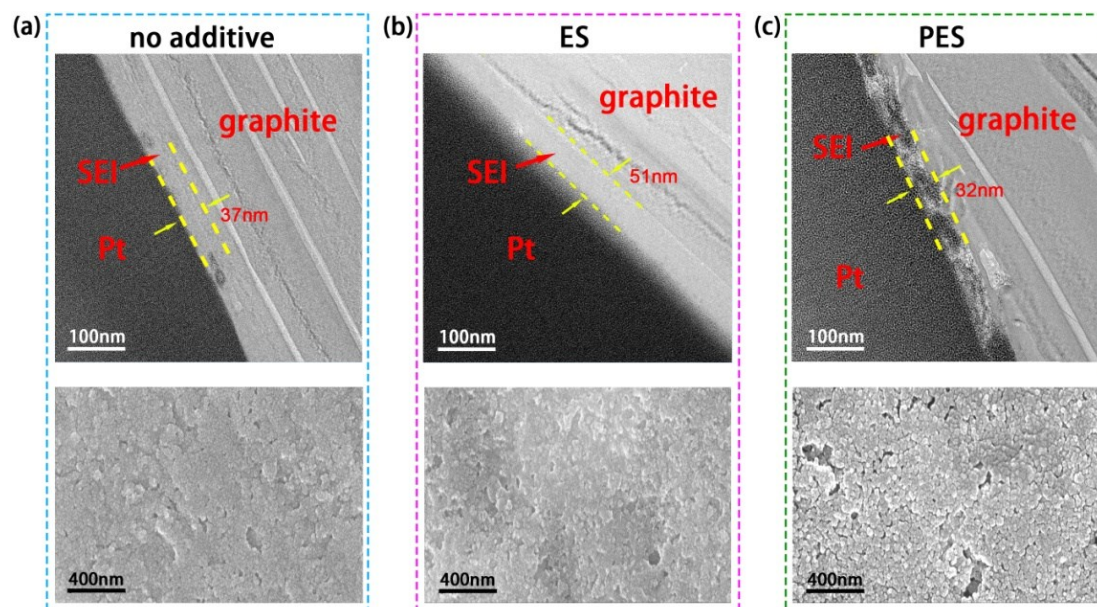 (a)
no additive
graphite
SEI
37nm
Pt
100nm
400nm
(b)
ES
graphite
SEI
51nm
Pt
100nm
400nm
(c)
PES
graphite
SEI
32nm
Pt
100nm
400nm